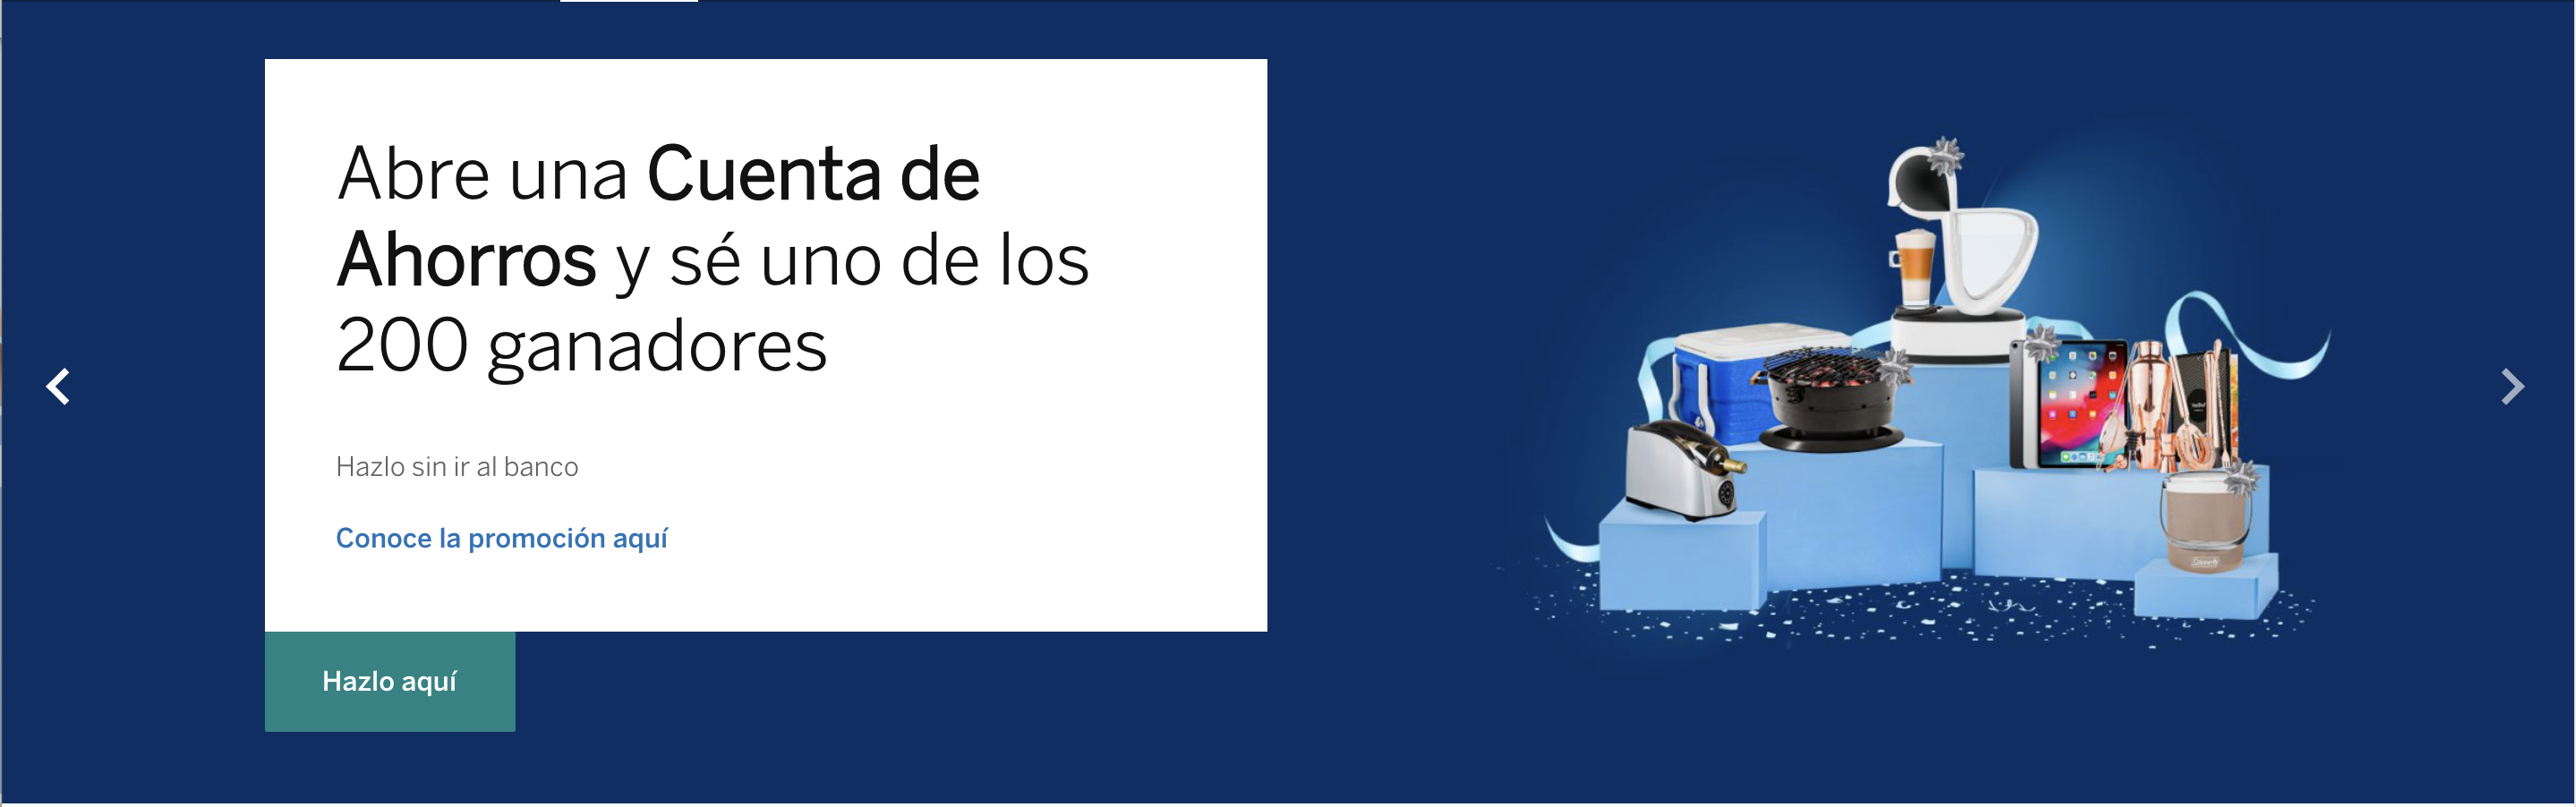 Abre una Cuenta de
Ahorros y sé uno de los
200 ganadores
Hazlo sin ir al banco
Conoce la promoción aquí
Hazlo aquí
Coleman